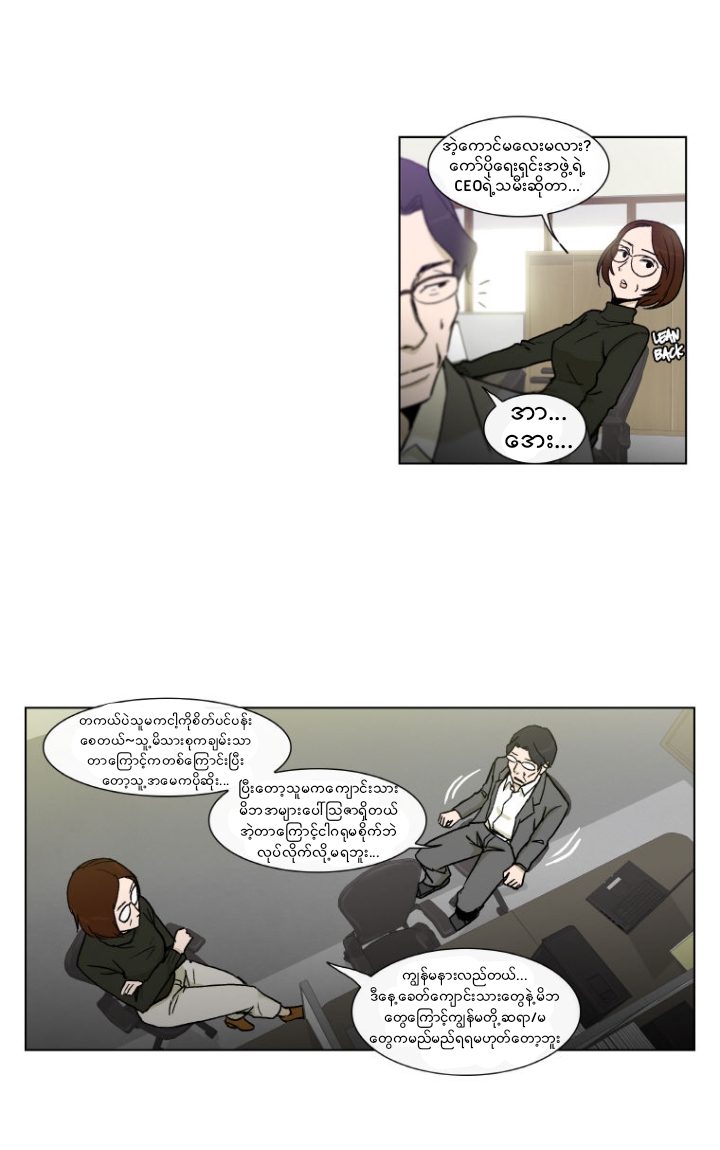 အဲ့ကောင်မလေးမလား?
ကော်ပိုရေးရှင်းအဖွဲ့ရဲ့
CEOရဲ့သမီးဆိုတာ...
LEAN
BACK
အာ...
အေး...
တကယ်ပဲသူမကငါ့ကိုစိတ်ပင်ပန်း
စေတယ်~သူ့မိသားစုကချမ်းသာ
တာကြောင့်ကတစ်ကြောင်းပြီး
တော့သူ့အမေကပိုဆိုး...
ပြီးတော့သူမကကျောင်းသား
မိဘအများပေါ်ဩဇာရှိတယ်
အဲ့တာကြောင့်ငါဂရုမစိုက်ဘဲ
လုပ်လိုက်လို့မရဘူး...
ကျွန်မနားလည်တယ်...
ဒီနေ့ခေတ်ကျောင်းသားတွေနဲ့မိဘ
တွေကြောင့်ကျွန်မတို့ဆရာ/မ
တွေကမည်မည်ရရမဟုတ်တော့ဘူး